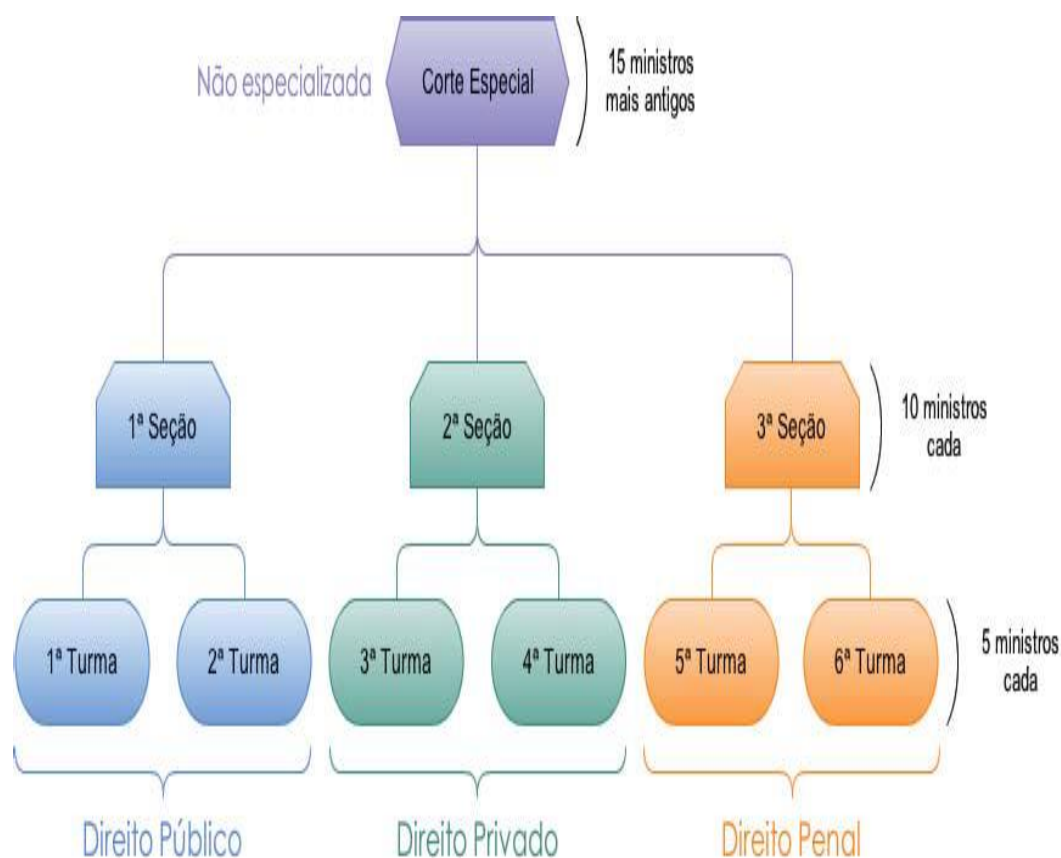 Não especializada
Corte Especial
15 ministros
mais antigos
1ª Seção
2ª Seção
3ª Seção
10 ministros
cada
1ª Turma
2ª Turma
3ª Turma
4ª Turma
5ª Turma
6ª Turma
5 ministros
cada
Direito Público
Direito Privado
Direito Penal